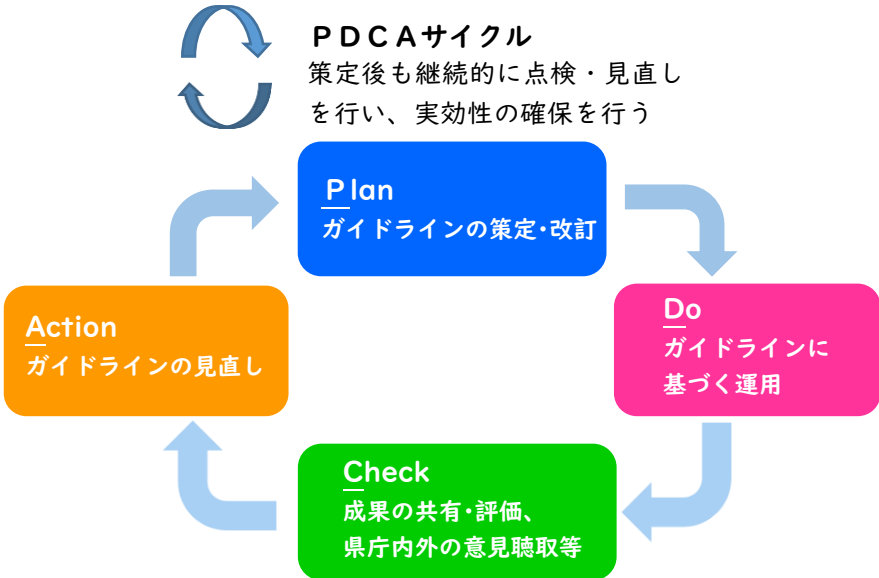 ＰＤＣＡサイクル
策定後も継続的に点検・見直し
を行い、実効性の確保を行う
Plan
ガイドラインの策定･改訂
Do
ガイドラインに
基づく運用
Check
成果の共有･評価、
県庁内外の意見聴取等
Action
ガイドラインの見直し